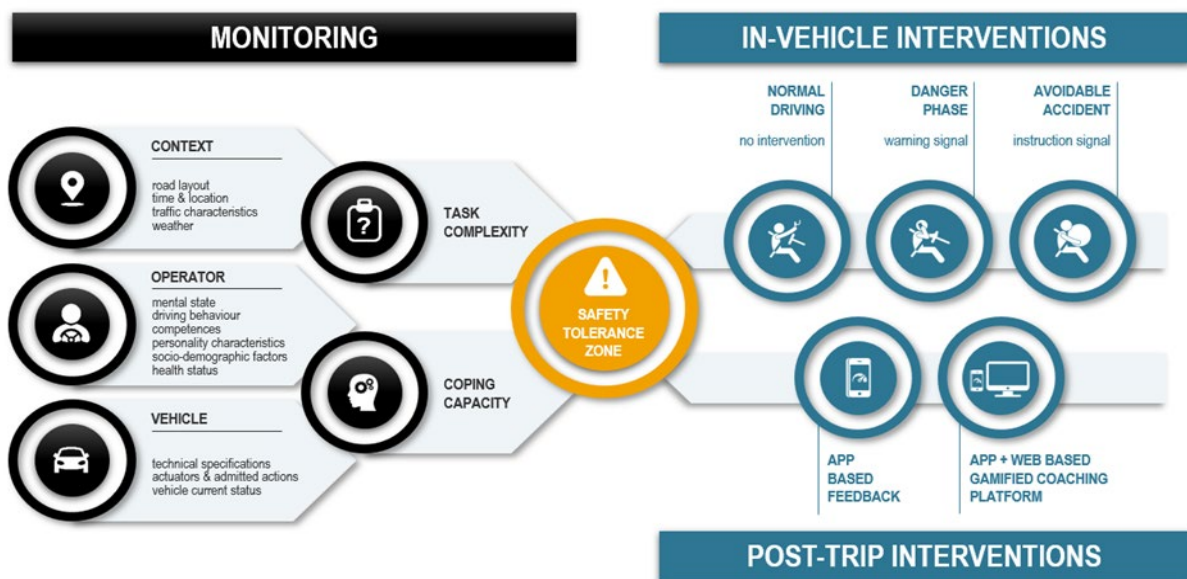 MONITORING
CONTEXT
road layout
time & location
traffic characteristics
weather
OPERATOR
mental state
driving behaviour
competences
personality characteristics
socio-demographic factors
health status
VEHICLE
technical specifications
actuators & admitted actions
vehicle current status
?
TASK
COMPLEXITY
COPING
CAPACITY
!
SAFETY
TOLERANCE
ZONE
IN-VEHICLE INTERVENTIONS
NORMAL
DRIVING
no intervention
DANGER
PHASE
warning signal
AVOIDABLE
ACCIDENT
instruction signal
APP
BASED
FEEDBACK
APP + WEB BASED
GAMIFIED COACHING
PLATFORM
POST-TRIP INTERVENTIONS